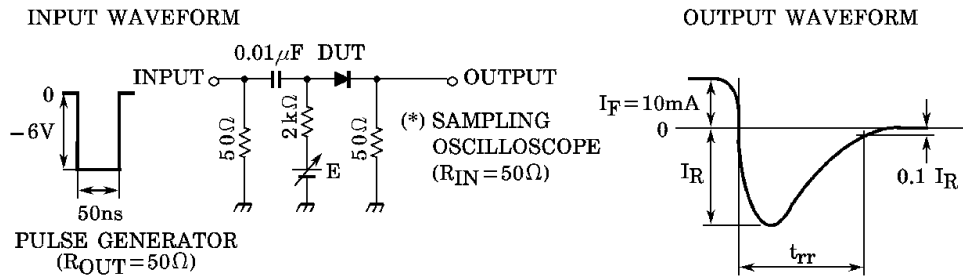 INPUT WAVEFORM
OUTPUT WAVEFORM
0.01μF DUT
INPUT
OUTPUT
0
−6V
50ns
50Ω
2kΩ
E
50Ω
(*) SAMPLING
OSCILLOSCOPE
(RIN=50Ω)
PULSE GENERATOR
(ROUT=50Ω)
IF=10mA
0
IR
0.1 IR
trr